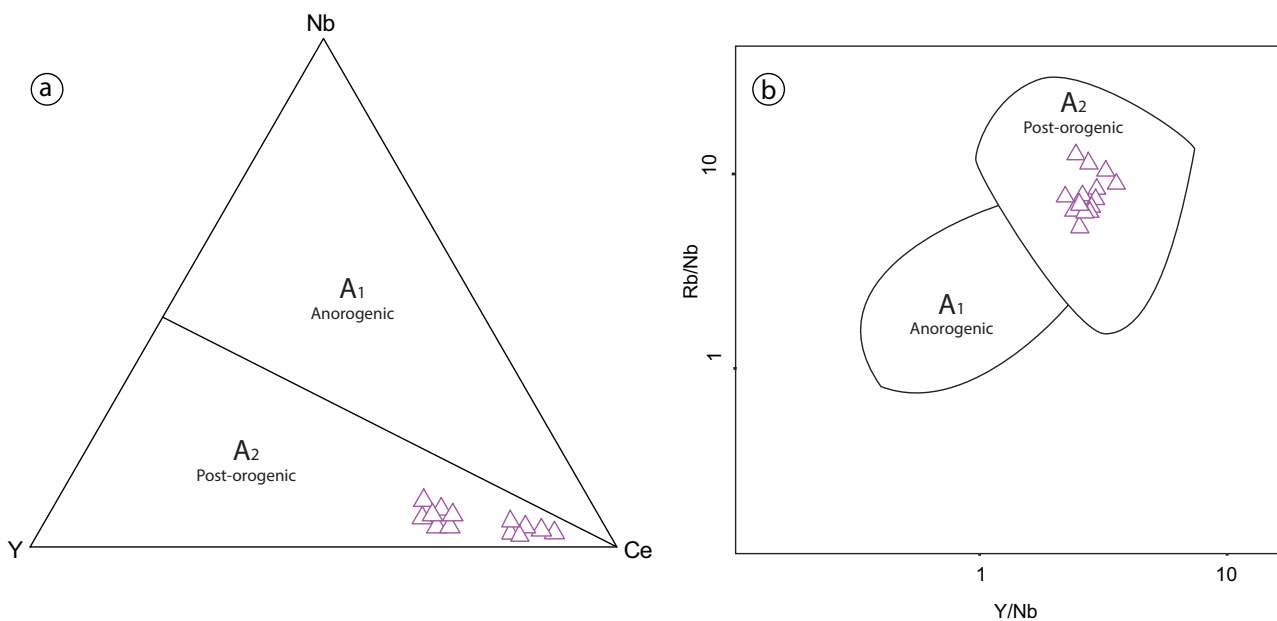 a
Nb
A1
Anorogenic
A2
Post-orogenic
Y
Ce
b
A2
Post-orogenic
10
Rb/Nb
A1
Anorogenic
1
1
10
Y/Nb